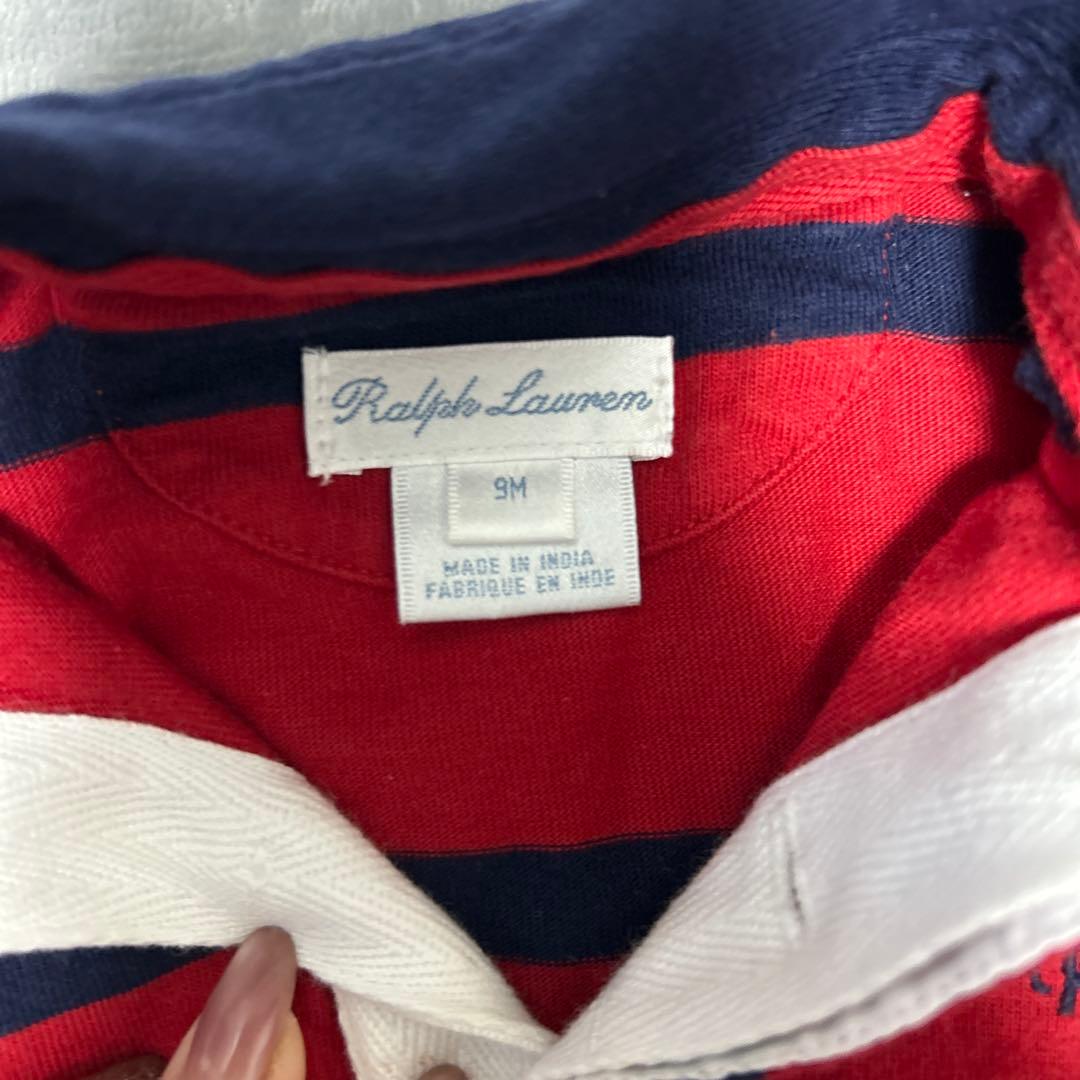 Ralph Lauren
9M
MADE IN INDIA
FABRIQUE EN INDE